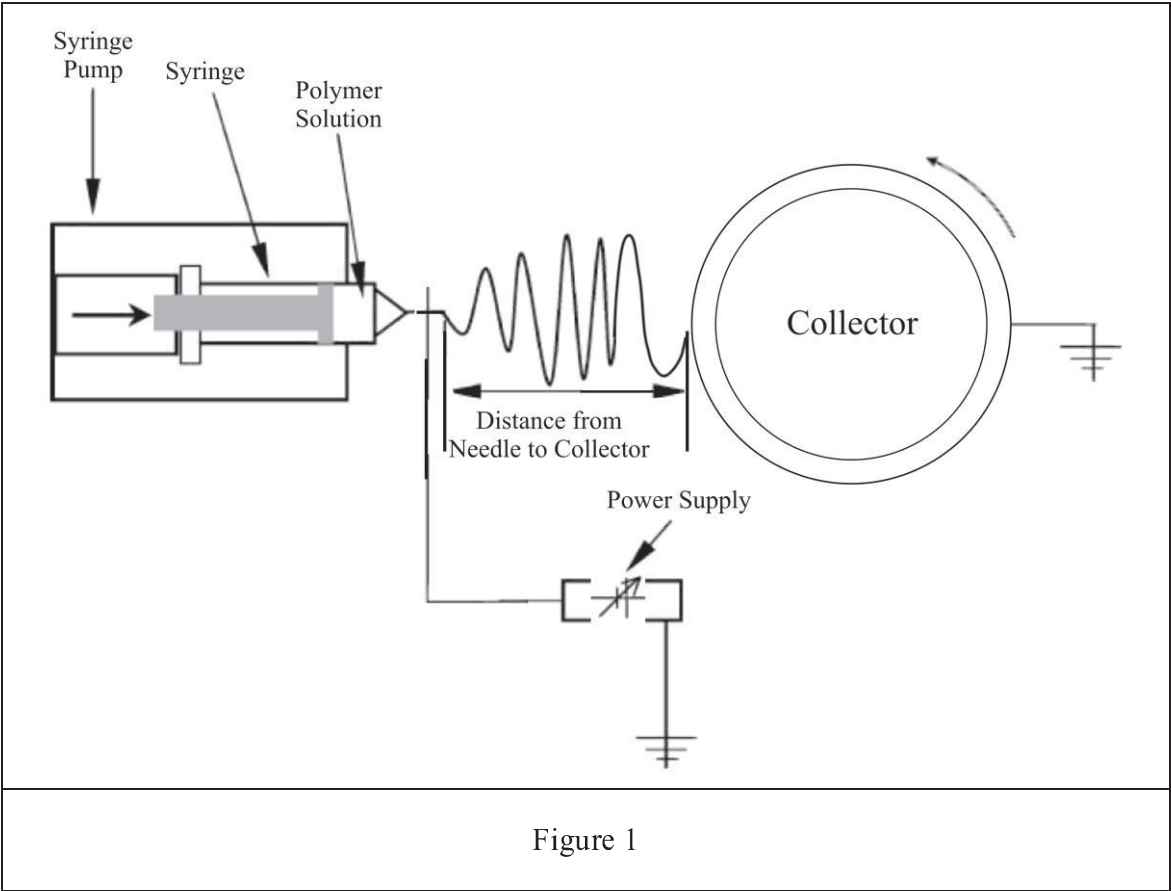 Syringe
Pump
Syringe
Polymer
Solution
Collector
Distance from
Needle to Collector
Power Supply
Figure 1